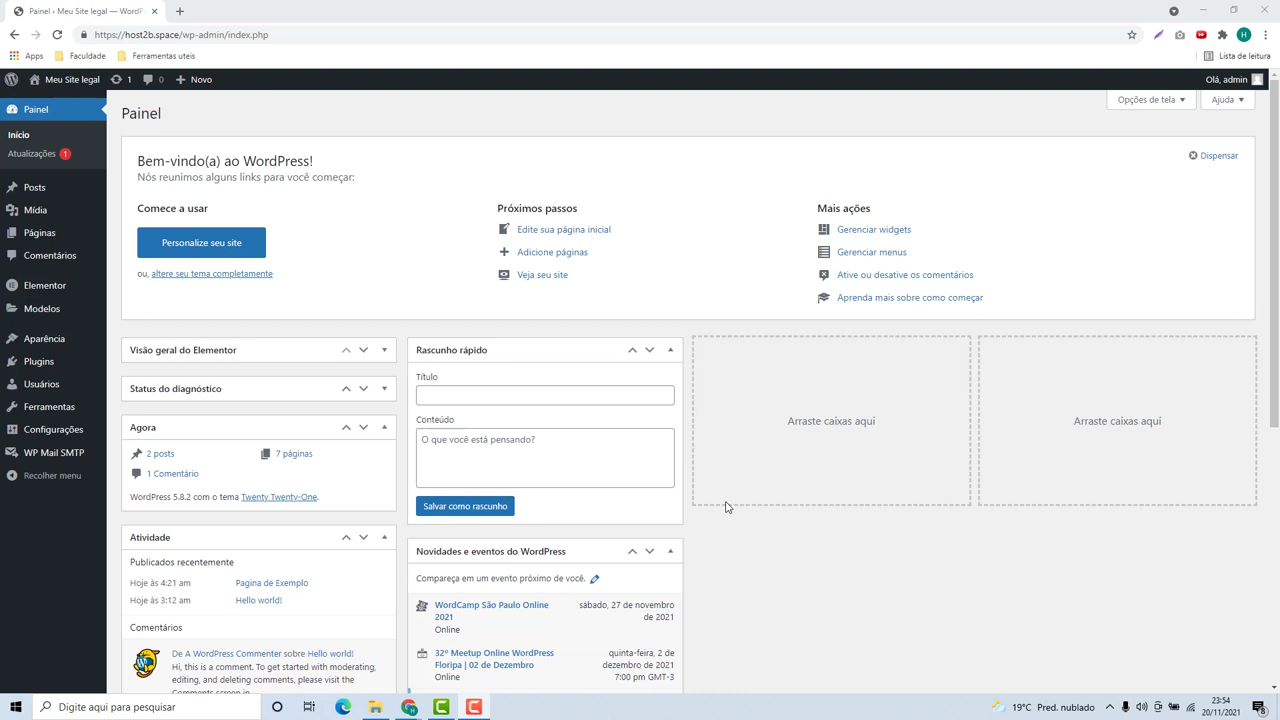 Painel ‹ Meu Site legal — WordP
https://host2b.space/wp-admin/index.php
H
Apps
Faculdade
Ferramentas uteis
Lista de leitura
Meu Site legal
1
0
Novo
Olá, admin
Painel
Início
Atualizações 1
Posts
Mídia
Páginas
Comentários
Elementor
Modelos
Aparência
Plugins
Usuários
Ferramentas
Configurações
WP Mail SMTP
Recolher menu
Opções de tela
Ajuda
Painel
Bem-vindo(a) ao WordPress!
Nós reunimos alguns links para você começar:
Dispensar
Comece a usar
Personalize seu site
ou, altere seu tema completamente
Próximos passos
Edite sua página inicial
Adicione páginas
Veja seu site
Mais ações
Gerenciar widgets
Gerenciar menus
Ative ou desative os comentários
Aprenda mais sobre como começar
Visão geral do Elementor
Status do diagnóstico
Agora
2 posts
7 páginas
1 Comentário
WordPress 5.8.2 com o tema Twenty Twenty-One.
Atividade
Publicados recentemente
Hoje às 4:21 am Pagina de Exemplo
Hoje às 3:12 am Hello world!
Comentários
De A WordPress Commenter sobre Hello world!
Hi, this is a comment. To get started with moderating,
editing, and deleting comments, please visit the
Comments screen in
Rascunho rápido
Título
Conteúdo
O que você está pensando?
Salvar como rascunho
Novidades e eventos do WordPress
Compareça em um evento próximo de você.
WordCamp São Paulo Online
2021
Online
sábado, 27 de novembro
de 2021
32º Meetup Online WordPress
Floripa | 02 de Dezembro
Online
quinta-feira, 2 de
dezembro de 2021
7:00 pm GMT-3
Arraste caixas aqui
Arraste caixas aqui
Digite aqui para pesquisar
19°C Pred. nublado
23:54
20/11/2021